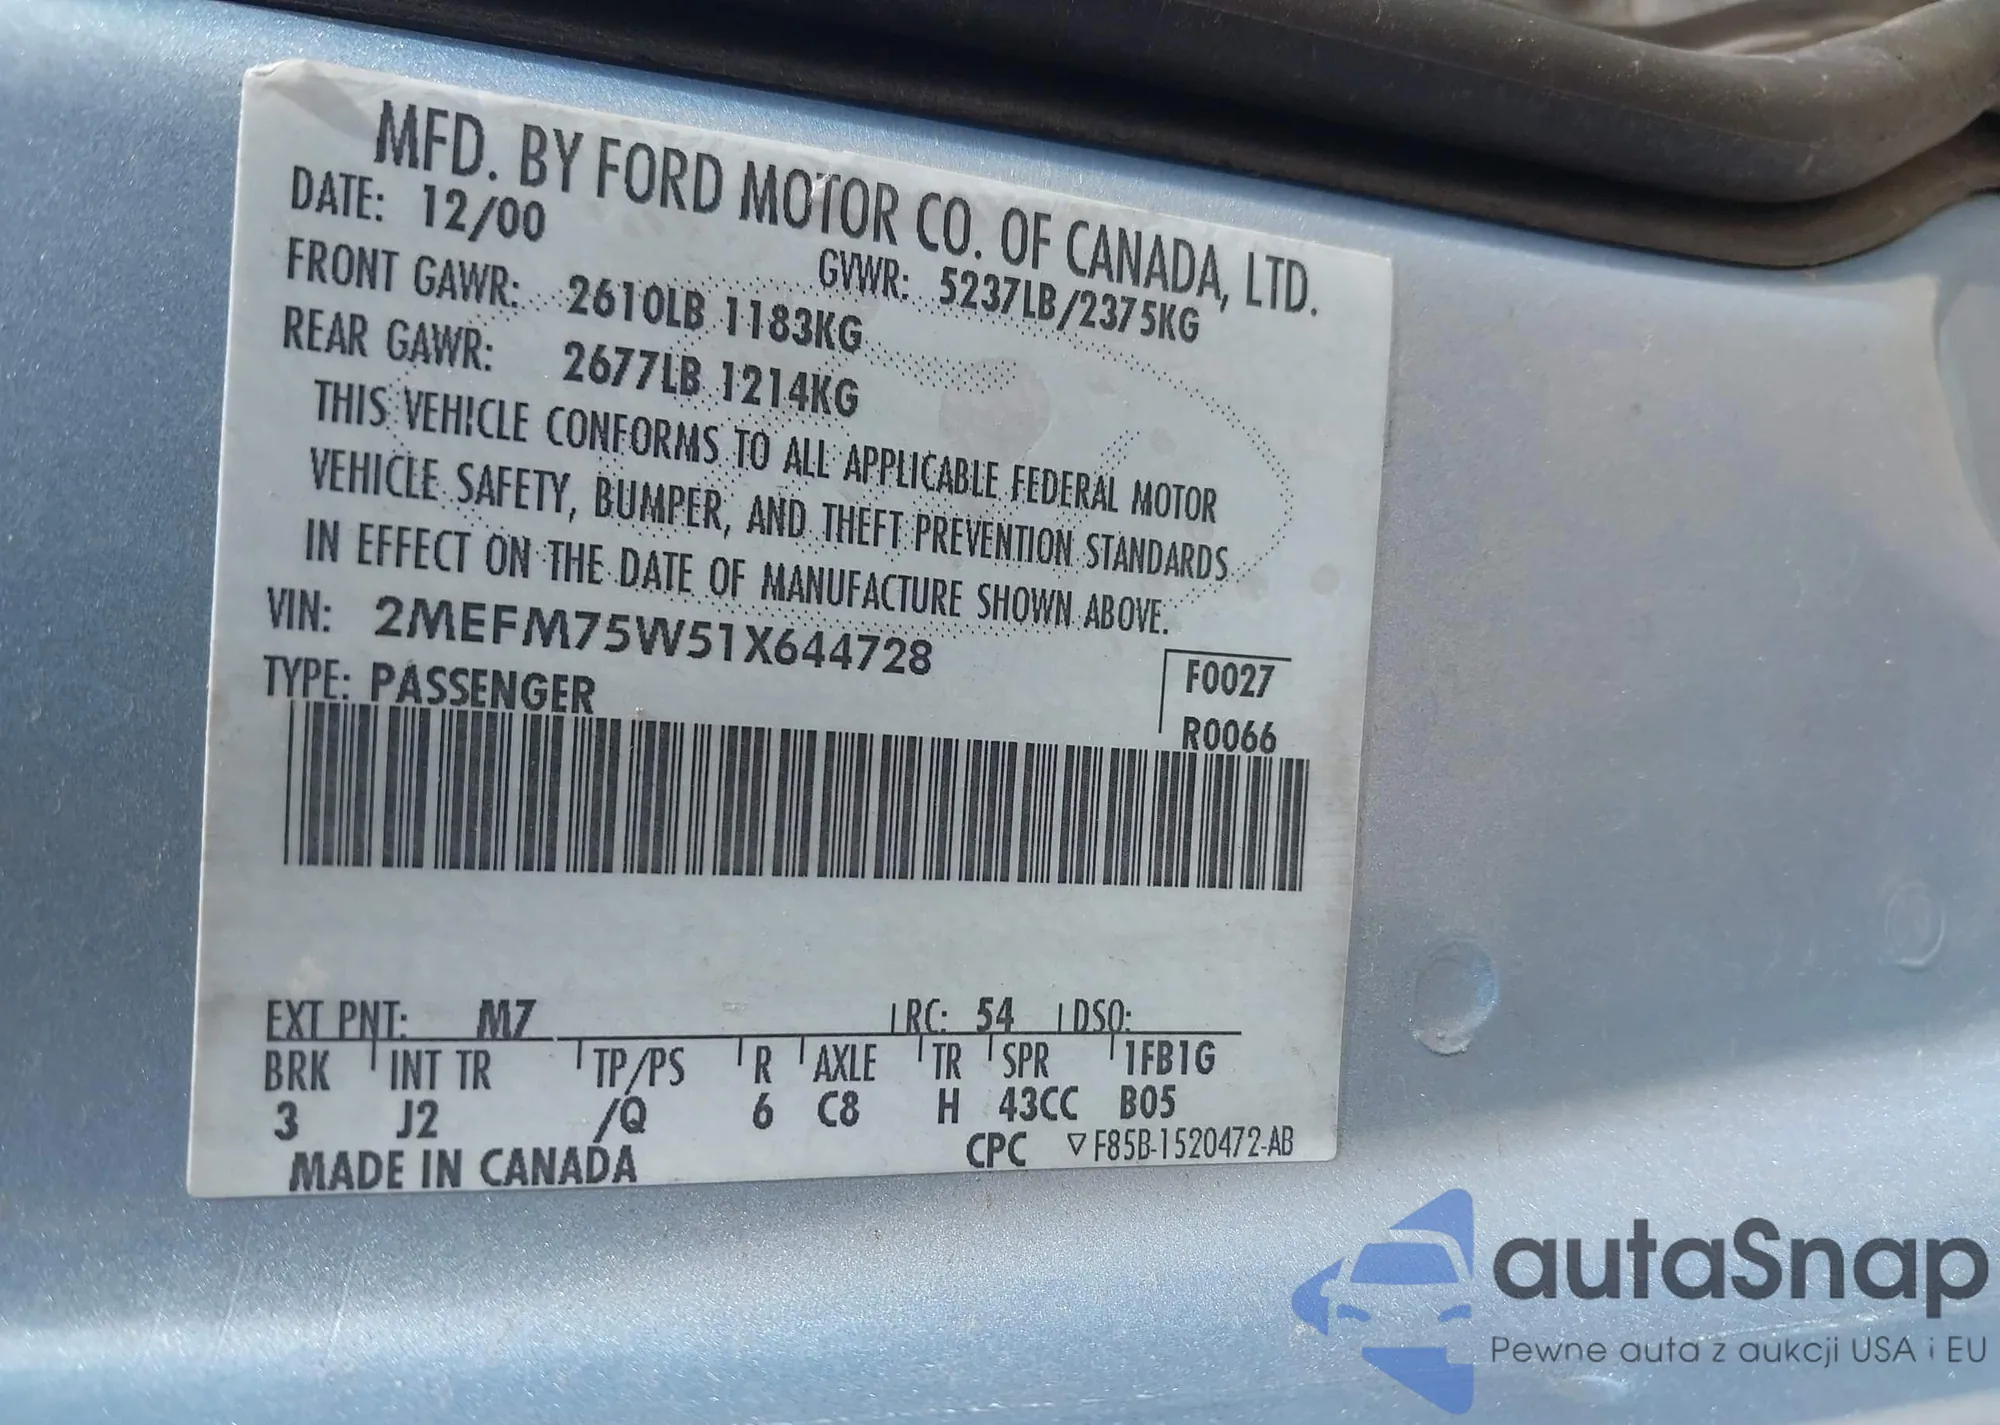 MFD. BY FORD MOTOR CO. OF CANADA, LTD.
DATE: 12/00
GVWR: 5237LB/2375KG
FRONT GAWR: 2610LB 1183KG
REAR GAWR: 2677LB 1214KG
THIS VEHICLE CONFORMS TO ALL APPLICABLE FEDERAL MOTOR
VEHICLE SAFETY, BUMPER, AND THEFT PREVENTION STANDARDS
IN EFFECT ON THE DATE OF MANUFACTURE SHOWN ABOVE.
VIN: 2MEFM75W51X644728
TYPE: PASSENGER
F0027
R0066
EXT PNT: M7 RC: 54 DSO:
BRK INT TR TP/PS R AXLE TR SPR 1FB1G
3 J2 /Q 6 C8 H 43CC B05
MADE IN CANADA CPC ▽ F85B-1520472-AB
autaSnap
Pewne auta z aukcji USA i EU